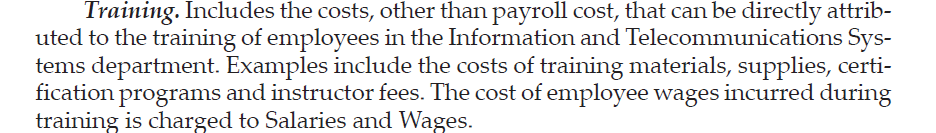 Training. Includes the costs, other than payroll cost, that can be directly attrib-
uted to the training of employees in the Information and Telecommunications Sys-
tems department. Examples include the costs of training materials, supplies, certi-
fication programs and instructor fees. The cost of employee wages incurred during
training is charged to Salaries and Wages.